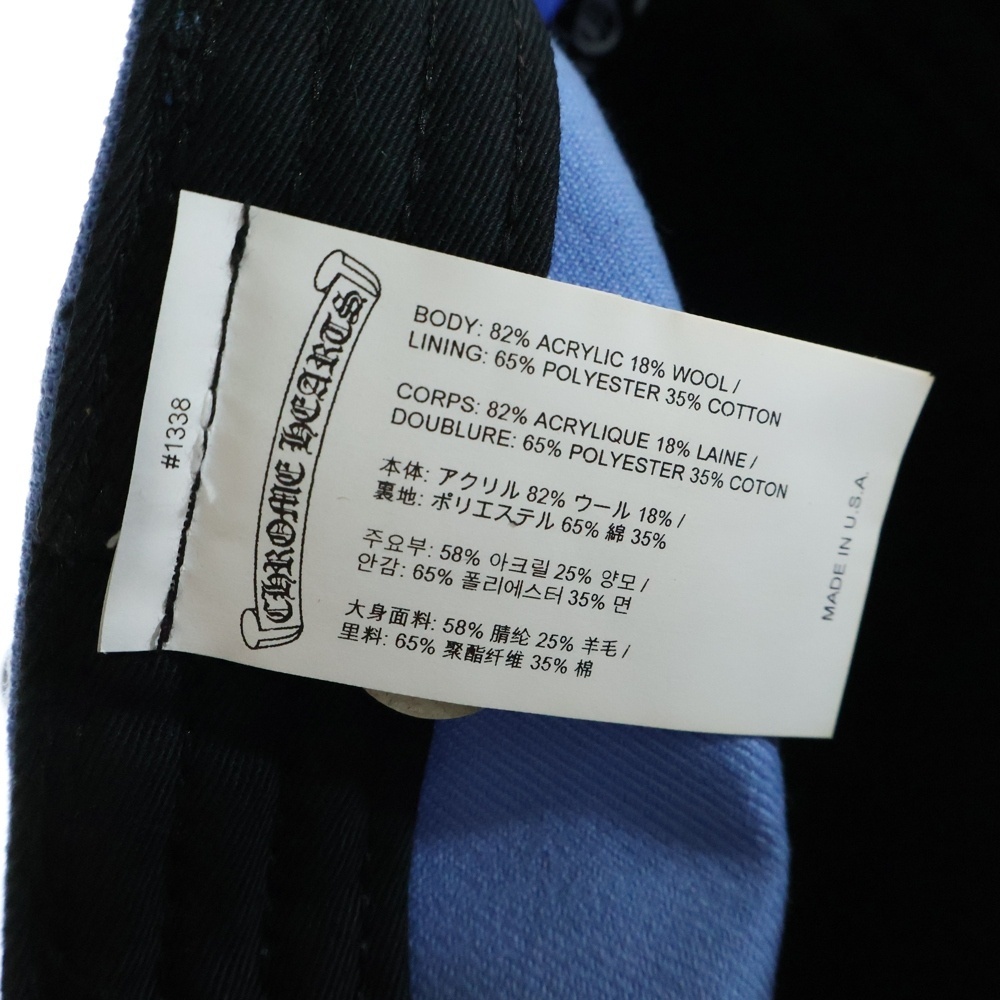 #1338
CHROME HEARTS
BODY: 82% ACRYLIC 18% WOOL /
LINING: 65% POLYESTER 35% COTTON
CORPS: 82% ACRYLIQUE 18% LAINE /
DOUBLURE: 65% POLYESTER 35% COTON
本体: アクリル 82% ウール 18% /
裏地: ポリエステル 65% 綿 35%
주요부: 58% 아크릴 25% 양모 /
안감: 65% 폴리에스터 35% 면
大身面料: 58% 腈纶 25% 羊毛 /
里料: 65% 聚酯纤维 35% 棉
MADE IN U.S.A.